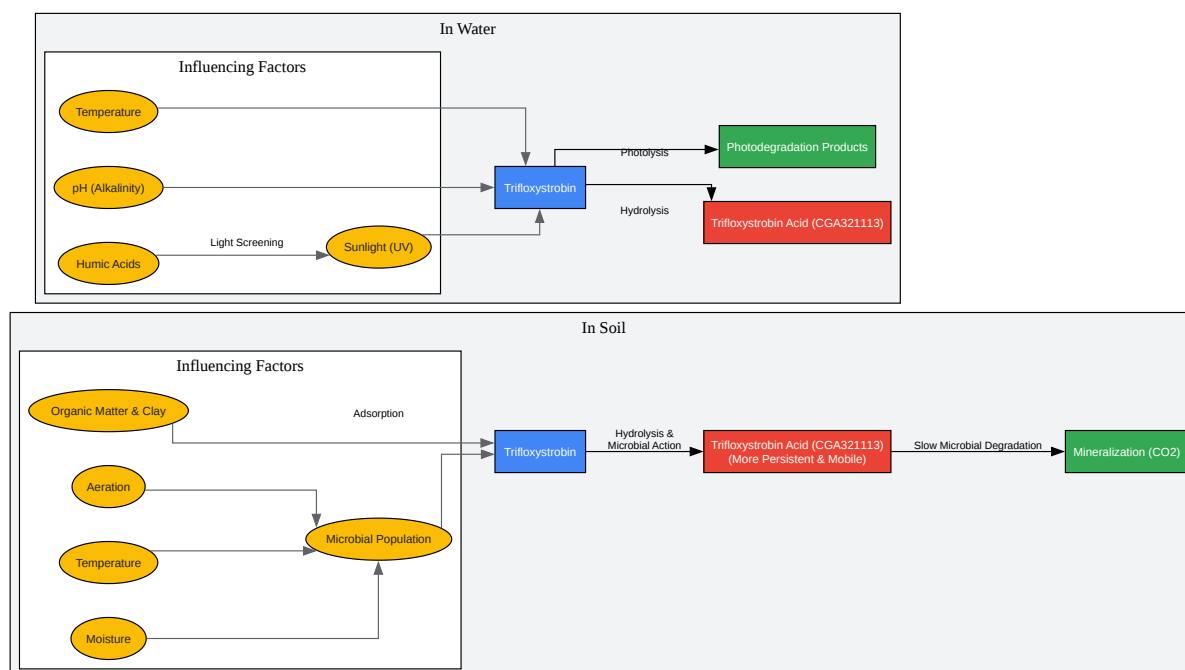 In Water
Influencing Factors
Temperature
pH (Alkalinity)
Humic Acids
Light Screening
Sunlight (UV)
Trifloxystrobin
Photolysis
Hydrolysis
Photodegradation Products
Trifloxystrobin Acid (CGA321113)
In Soil
Influencing Factors
Organic Matter & Clay
Adsorption
Aeration
Temperature
Moisture
Microbial Population
Trifloxystrobin
Hydrolysis &
Microbial Action
Trifloxystrobin Acid (CGA321113)
(More Persistent & Mobile)
Slow Microbial Degradation
Mineralization (CO2)